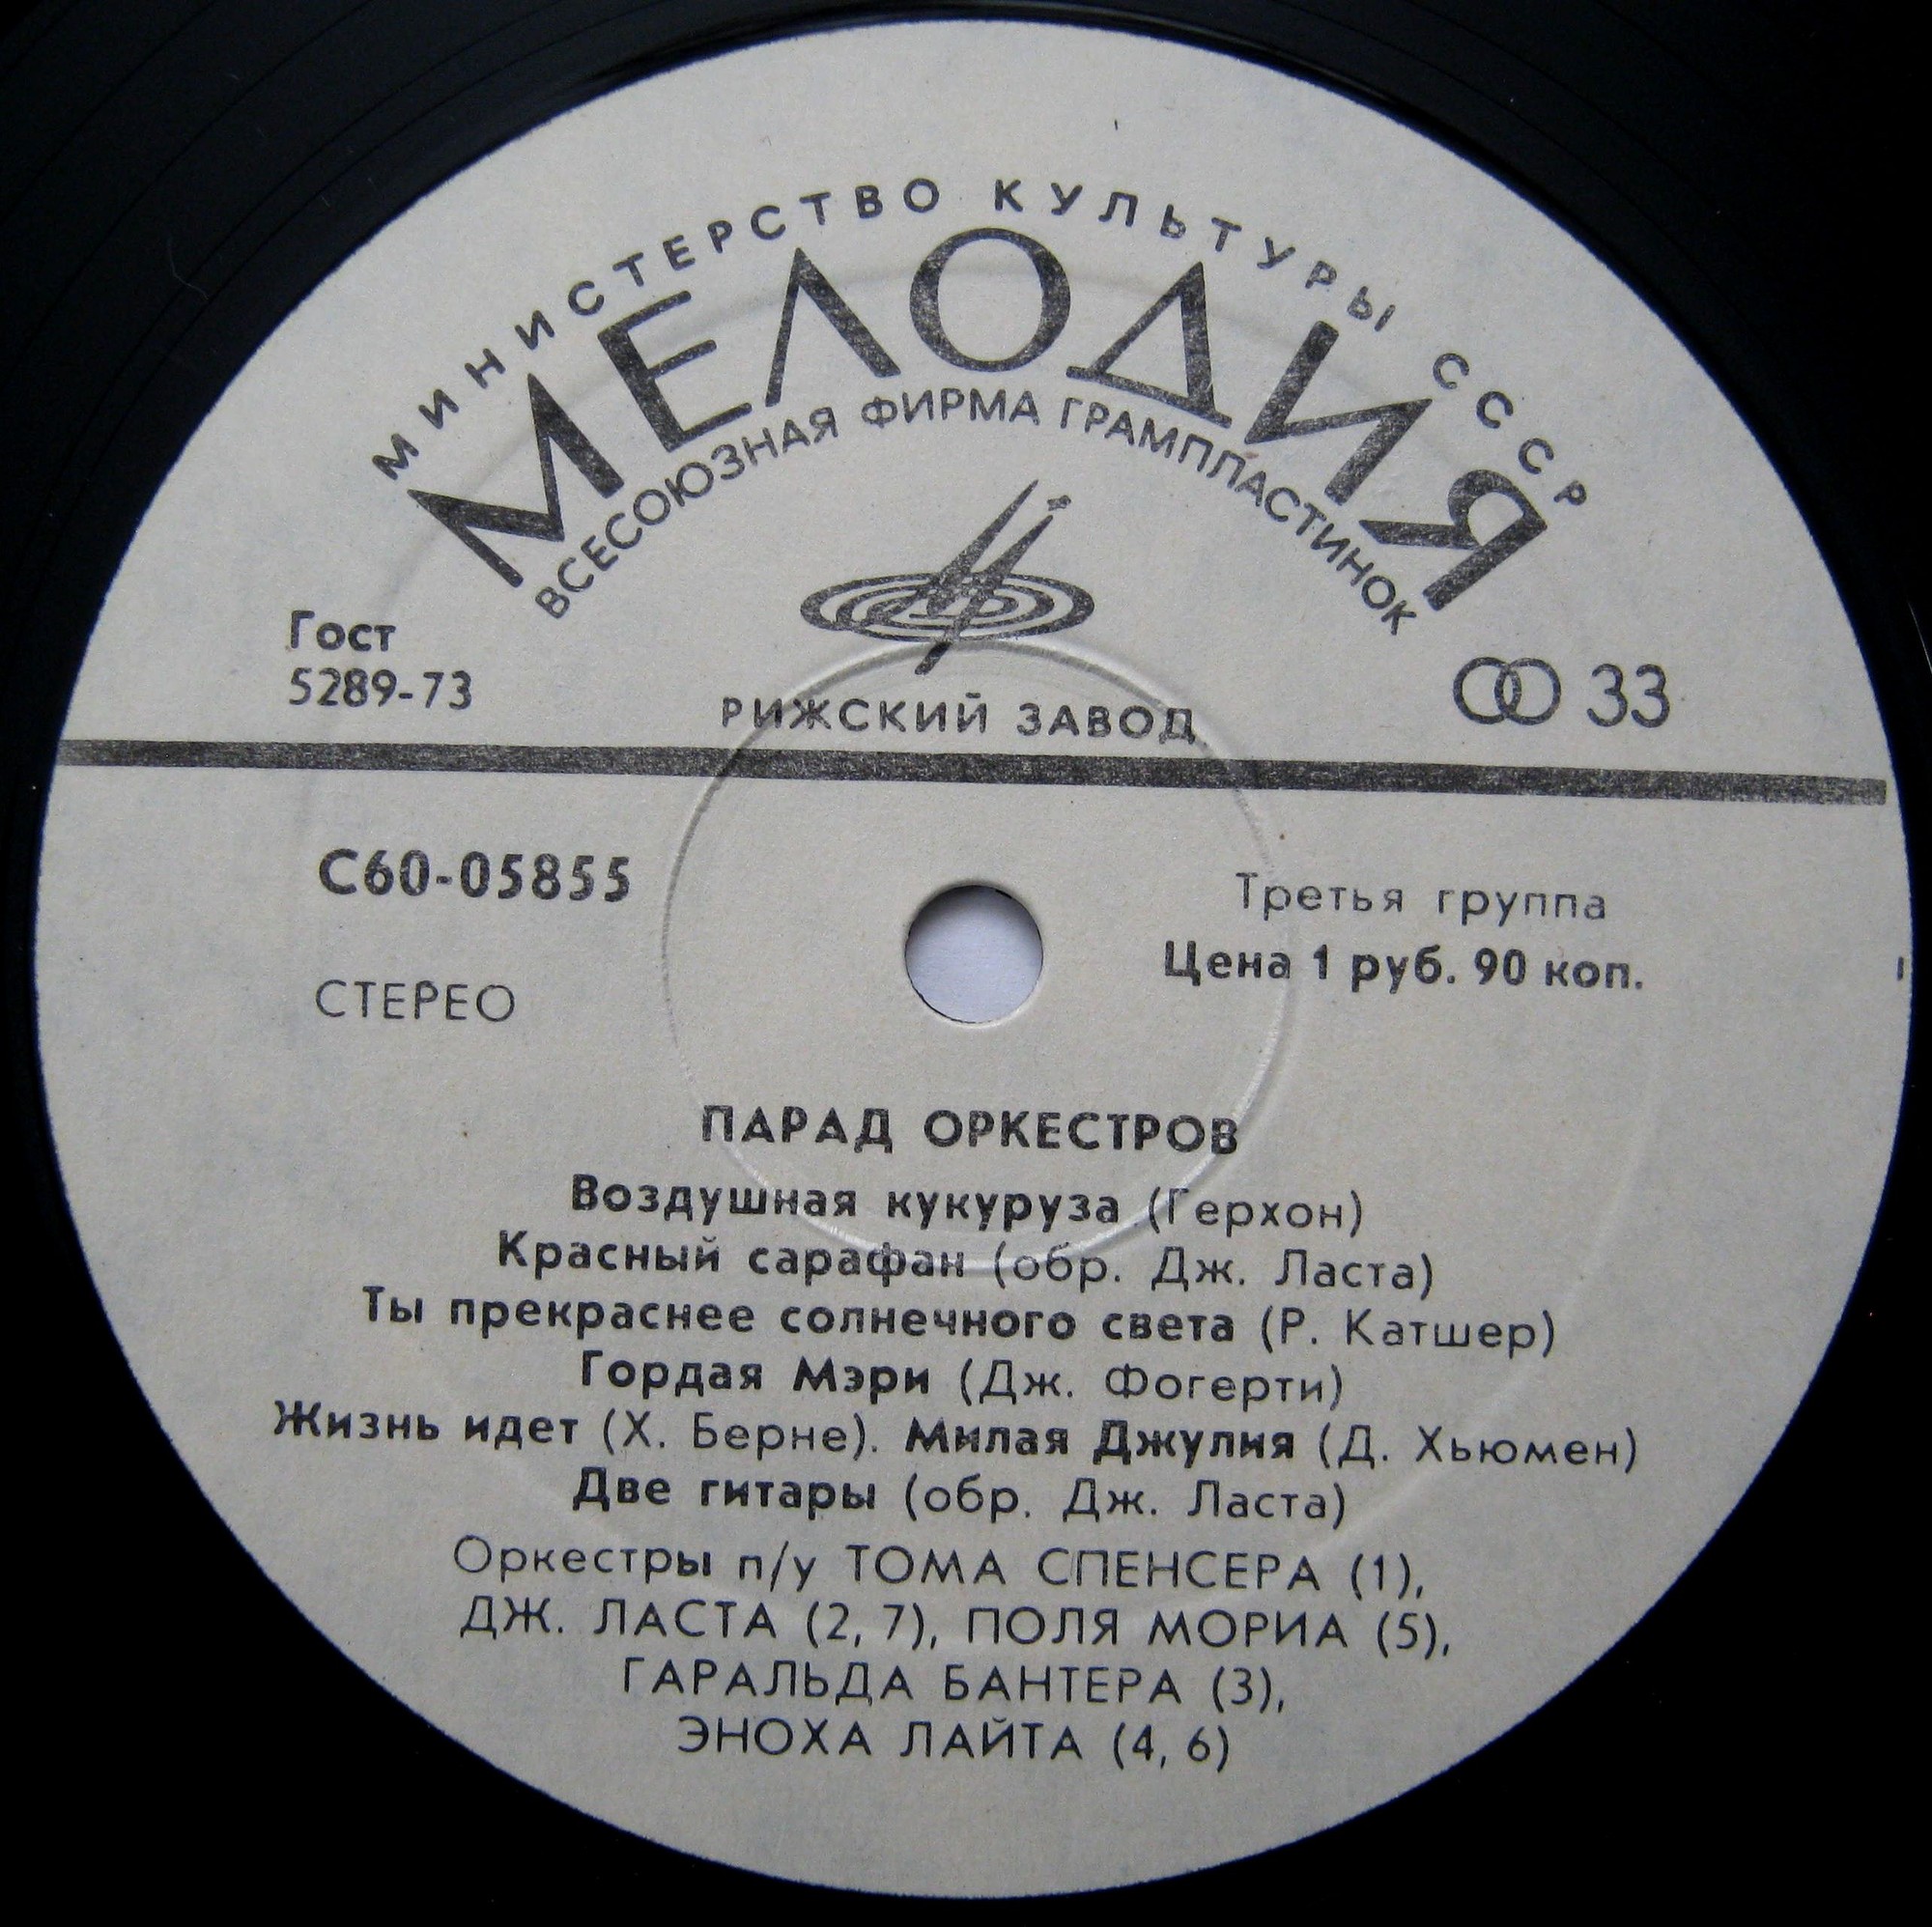 МИНИСТЕРСТВО КУЛЬТУРЫ СССР
МЕЛОДИЯ
ВСЕСОЮЗНАЯ ФИРМА ГРАМПЛАСТИНОК
Гост
5289-73
РИЖСКИЙ ЗАВОД
33
С60-05855
Третья группа
Цена 1 руб. 90 коп.
СТЕРЕО
ПАРАД ОРКЕСТРОВ
Воздушная кукуруза (Герхон)
Красный сарафан (обр. Дж. Ласта)
Ты прекраснее солнечного света (Р. Катшер)
Гордая Мэри (Дж. Фогерти)
Жизнь идет (Х. Берне). Милая Джулия (Д. Хьюмен)
Две гитары (обр. Дж. Ласта)
Оркестры п/у ТОМА СПЕНСЕРА (1),
ДЖ. ЛАСТА (2, 7), ПОЛЯ МОРИА (5),
ГАРАЛЬДА БАНТЕРА (3),
ЭНОХА ЛАЙТА (4, 6)